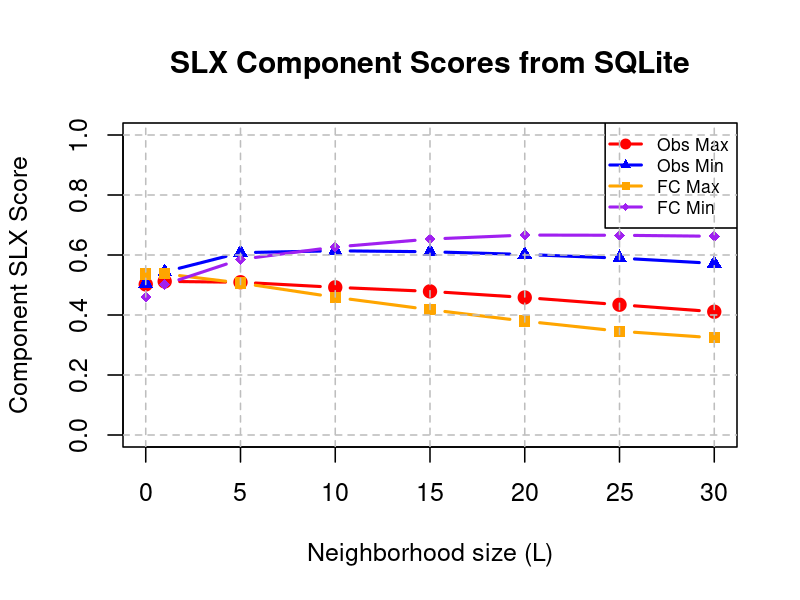 SLX Component Scores from SQLite
Obs Max
Obs Min
FC Max
FC Min
Component SLX Score
1.0
0.8
0.6
0.4
0.2
0.0
0 5 10 15 20 25 30
Neighborhood size (L)